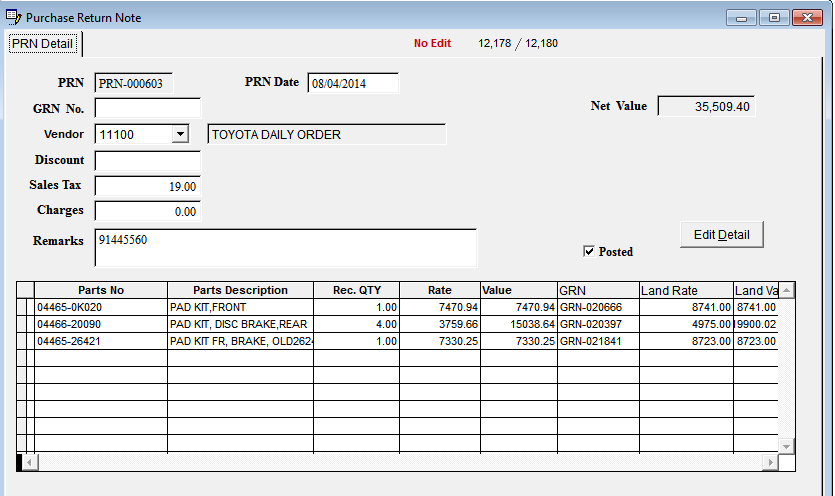 Purchase Return Note
PRN Detail No Edit 12,178 / 12,180
PRN PRN-000603 PRN Date 08/04/2014
GRN No. Net Value 35,509.40
Vendor 11100 TOYOTA DAILY ORDER
Discount
Sales Tax 19.00
Charges 0.00
Remarks 91445560 Posted Edit Detail
Parts No Parts Description Rec. QTY Rate Value GRN Land Rate Land Va
04465-0K020 PAD KIT,FRONT 1.00 7470.94 7470.94 GRN-020666 8741.00 8741.00
04466-20090 PAD KIT, DISC BRAKE,REAR 4.00 3759.66 15038.64 GRN-020397 4975.00 9900.02
04465-26421 PAD KIT FR, BRAKE, OLD2624 1.00 7330.25 7330.25 GRN-021841 8723.00 8723.00